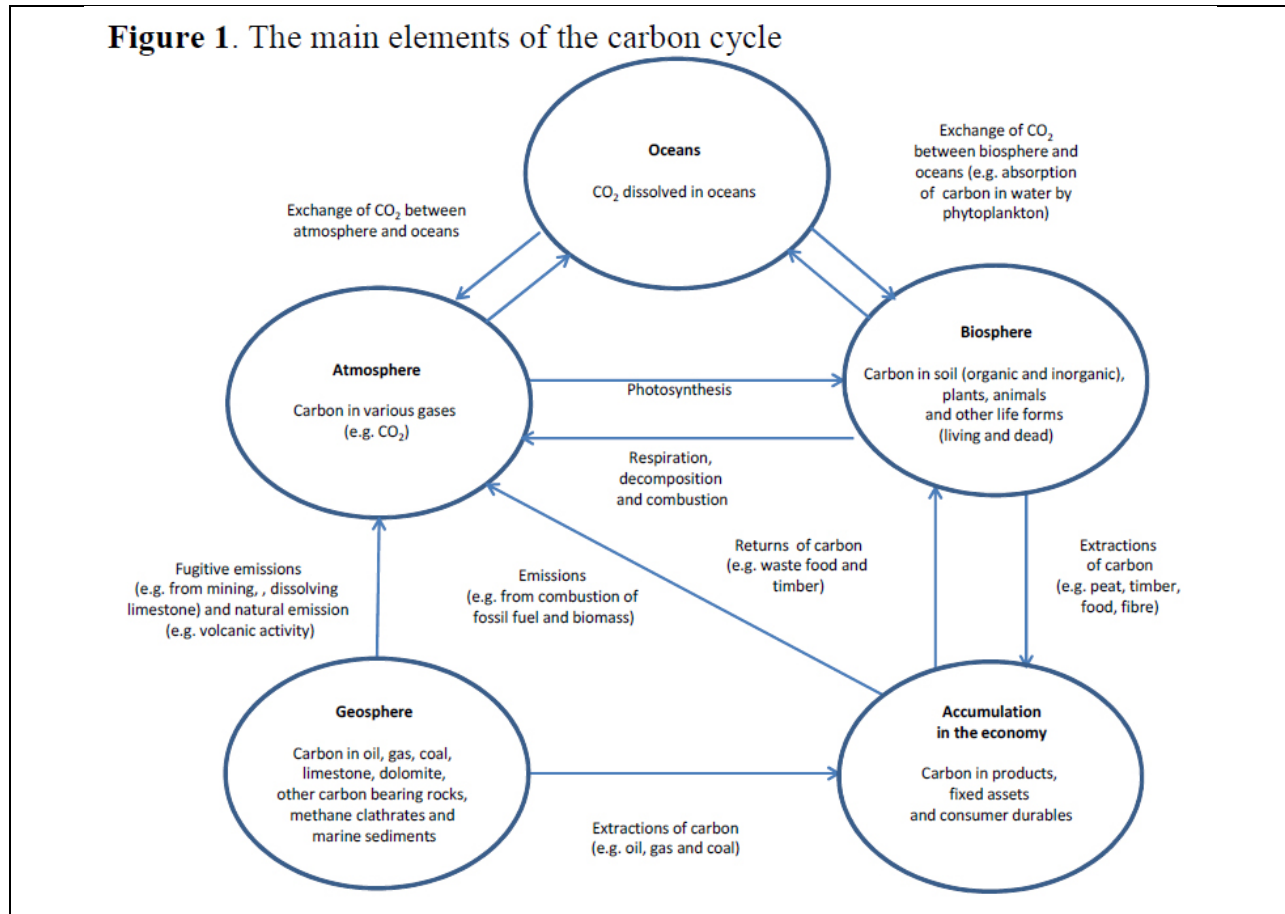 Figure 1. The main elements of the carbon cycle
Oceans
CO₂ dissolved in oceans
Exchange of CO₂
between biosphere and
oceans (e.g. absorption
of carbon in water by
phytoplankton)
Exchange of CO₂ between
atmosphere and oceans
Atmosphere
Carbon in various gases
(e.g. CO₂)
Biosphere
Carbon in soil (organic and inorganic),
plants, animals
and other life forms
(living and dead)
Photosynthesis
Respiration,
decomposition
and combustion
Fugitive emissions
(e.g. from mining, , dissolving
limestone) and natural emission
(e.g. volcanic activity)
Emissions
(e.g. from combustion of
fossil fuel and biomass)
Returns of carbon
(e.g. waste food and
timber)
Extractions
of carbon
(e.g. peat, timber,
food, fibre)
Geosphere
Carbon in oil, gas, coal,
limestone, dolomite,
other carbon bearing rocks,
methane clathrates and
marine sediments
Accumulation
in the economy
Carbon in products,
fixed assets
and consumer durables
Extractions of carbon
(e.g. oil, gas and coal)